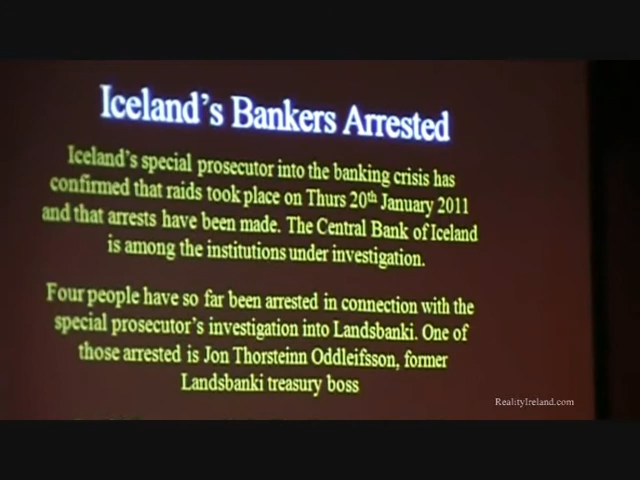 Iceland's Bankers Arrested
Iceland's special prosecutor into the banking crisis has
confirmed that raids took place on Thurs 20th January 2011
and that arrests have been made. The Central Bank of Iceland
is among the institutions under investigation.
Four people have so far been arrested in connection with the
special prosecutor's investigation into Landsbanki. One of
those arrested is Jon Thorsteinn Oddleifsson, former
Landsbanki treasury boss
RealityIreland.com